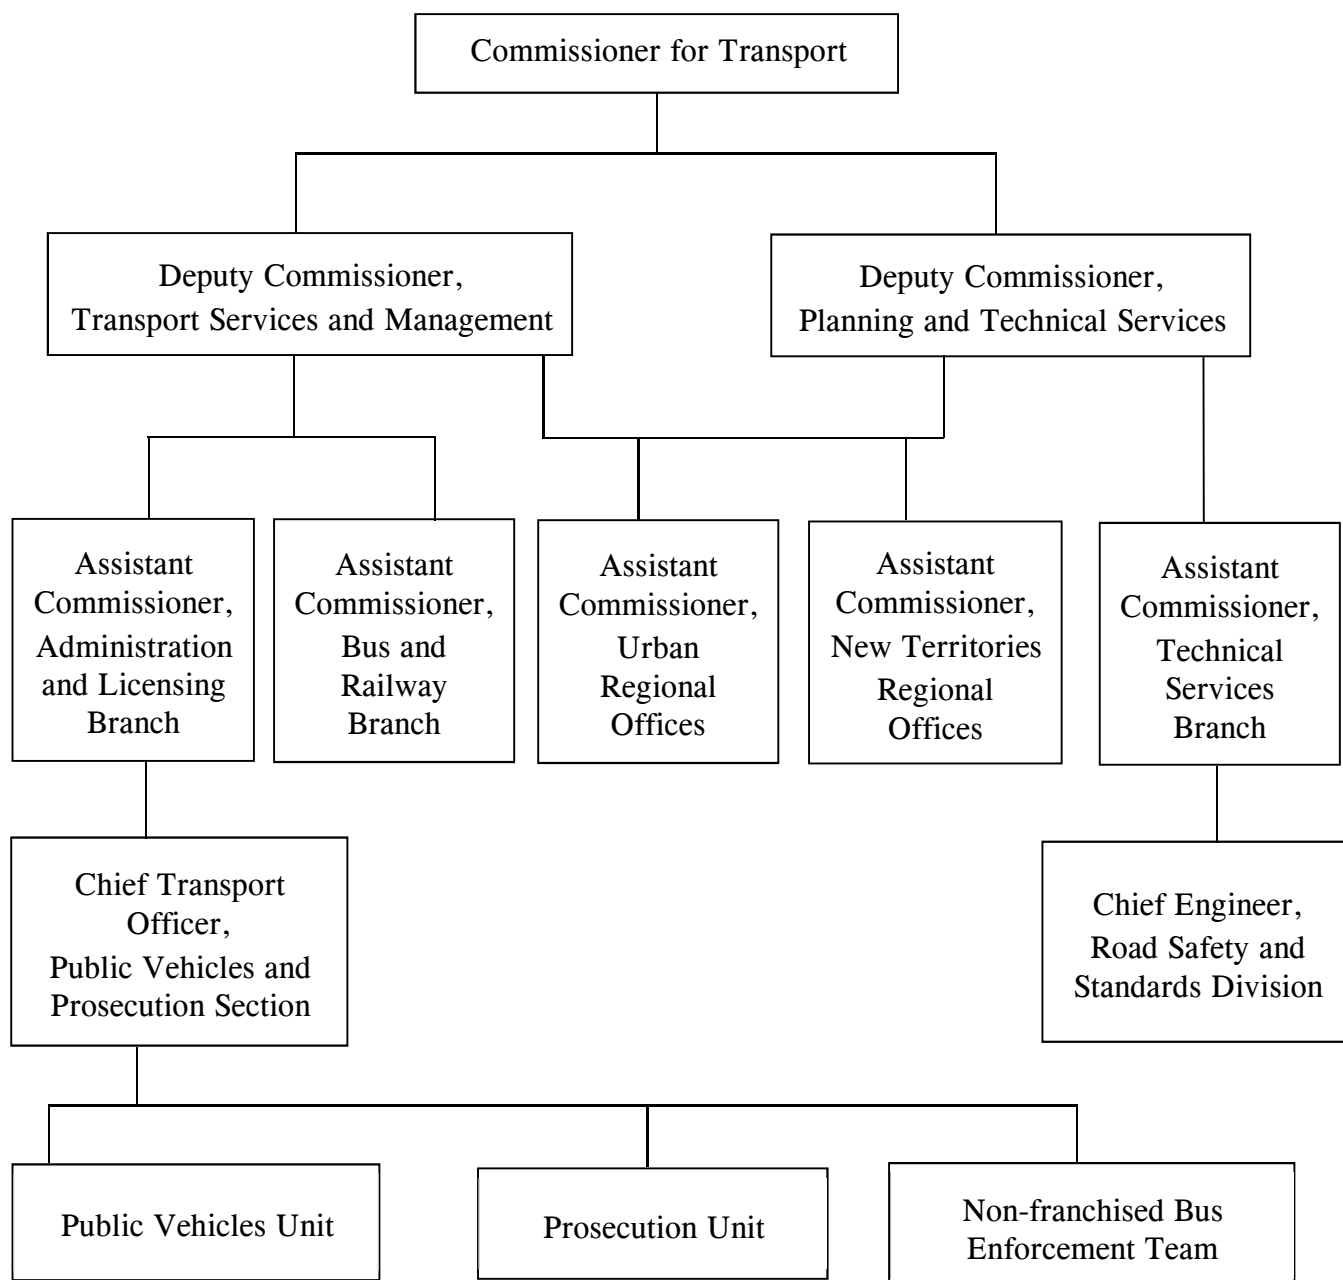 Commissioner for Transport
Deputy Commissioner,
Transport Services and Management
Deputy Commissioner,
Planning and Technical Services
Assistant
Commissioner,
Administration
and Licensing
Branch
Assistant
Commissioner,
Bus and
Railway
Branch
Assistant
Commissioner,
Urban
Regional
Offices
Assistant
Commissioner,
New Territories
Regional
Offices
Assistant
Commissioner,
Technical
Services
Branch
Chief Transport
Officer,
Public Vehicles and
Prosecution Section
Chief Engineer,
Road Safety and
Standards Division
Public Vehicles Unit
Prosecution Unit
Non-franchised Bus
Enforcement Team